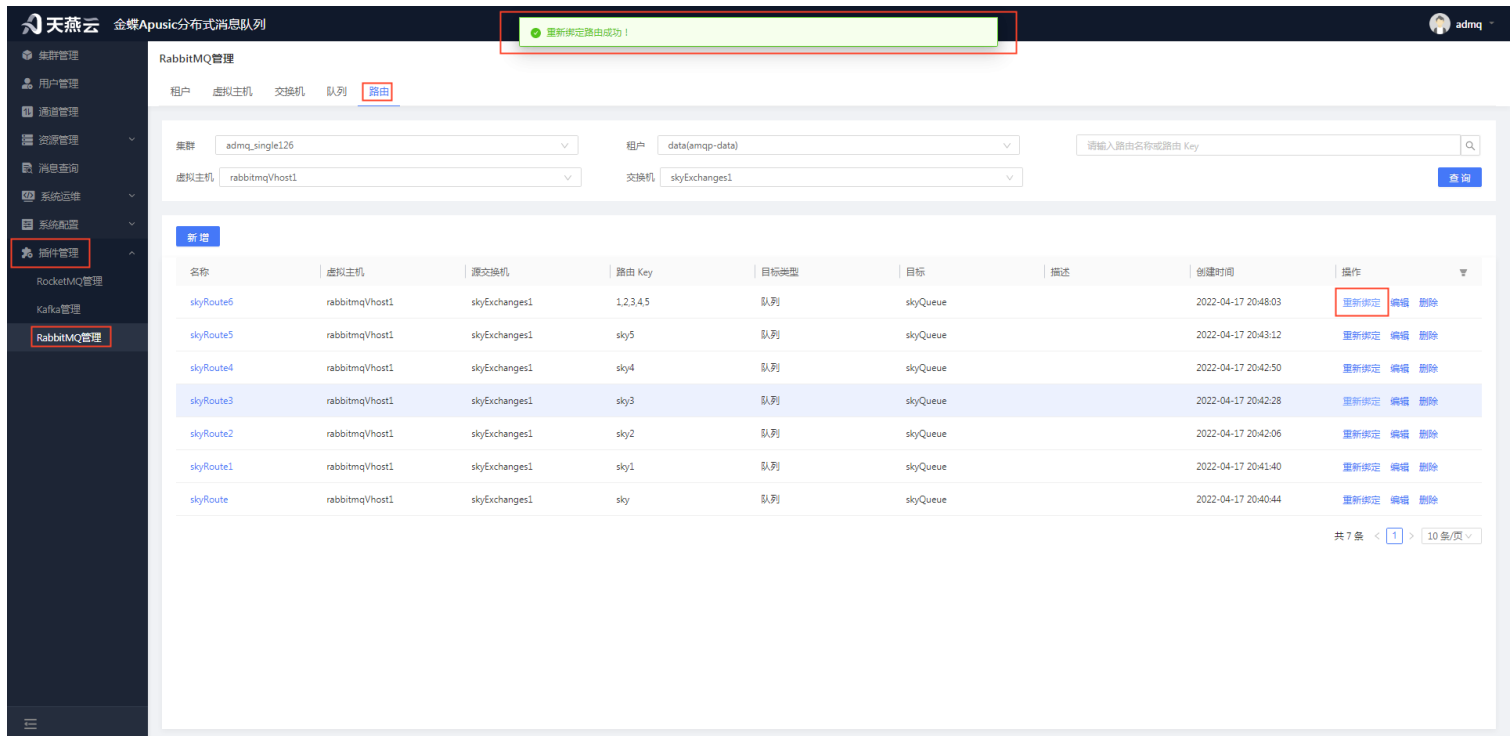 天燕云 金蝶Apusic分布式消息队列
重新绑定路由成功！
admq
集群管理
用户管理
通道管理
资源管理
消息查询
系统运维
系统配置
插件管理
RocketMQ管理
Kafka管理
RabbitMQ管理
RabbitMQ管理
租户 虚拟主机 交换机 队列 路由
集群 admq_single126 租户 data(amqp-data) 请输入路由名称或路由 Key
虚拟主机 rabbitmqVhost1 交换机 skyExchanges1 查 询
新 增
名称 虚拟主机 源交换机 路由 Key 目标类型 目标 描述 创建时间 操作
skyRoute6 rabbitmqVhost1 skyExchanges1 1,2,3,4,5 队列 skyQueue 2022-04-17 20:48:03 重新绑定 编辑 删除
skyRoute5 rabbitmqVhost1 skyExchanges1 sky5 队列 skyQueue 2022-04-17 20:43:12 重新绑定 编辑 删除
skyRoute4 rabbitmqVhost1 skyExchanges1 sky4 队列 skyQueue 2022-04-17 20:42:50 重新绑定 编辑 删除
skyRoute3 rabbitmqVhost1 skyExchanges1 sky3 队列 skyQueue 2022-04-17 20:42:28 重新绑定 编辑 删除
skyRoute2 rabbitmqVhost1 skyExchanges1 sky2 队列 skyQueue 2022-04-17 20:42:06 重新绑定 编辑 删除
skyRoute1 rabbitmqVhost1 skyExchanges1 sky1 队列 skyQueue 2022-04-17 20:41:40 重新绑定 编辑 删除
skyRoute rabbitmqVhost1 skyExchanges1 sky 队列 skyQueue 2022-04-17 20:40:44 重新绑定 编辑 删除
共 7 条 < 1 > 10 条/页